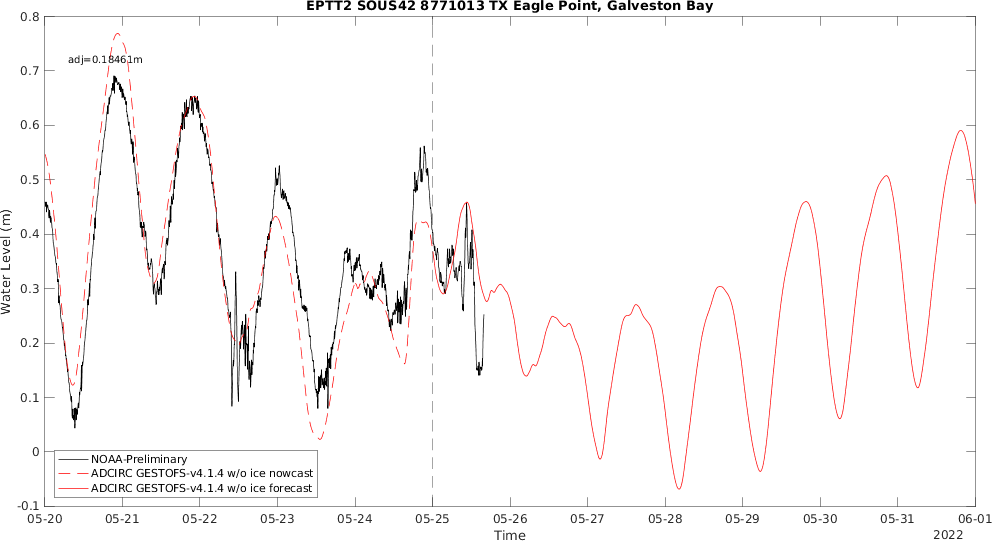 EPTT2 SOUS42 8771013 TX Eagle Point, Galveston Bay
0.8
adj=0.18461m
0.7
0.6
0.5
0.4
0.3
0.2
0.1
0
-0.1
Water Level (m)
NOAA-Preliminary
ADCIRC GESTOFS-v4.1.4 w/o ice nowcast
ADCIRC GESTOFS-v4.1.4 w/o ice forecast
05-20 05-21 05-22 05-23 05-24 05-25 05-26 05-27 05-28 05-29 05-30 05-31 06-01
Time
2022